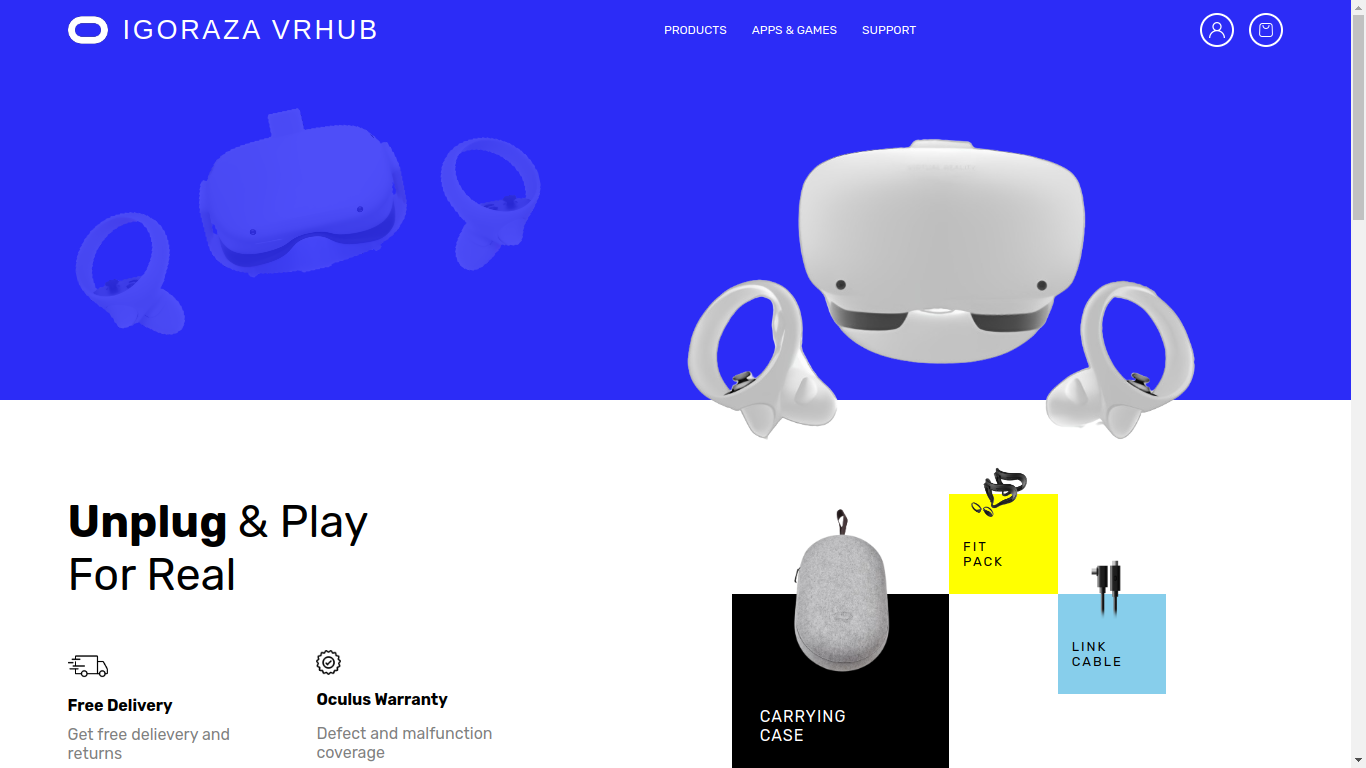 IGORAZA VRHUB
PRODUCTS
APPS & GAMES
SUPPORT
Unplug & Play
For Real
Free Delivery
Get free delievery and
returns
Oculus Warranty
Defect and malfunction
coverage
FIT
PACK
LINK
CABLE
CARRYING
CASE